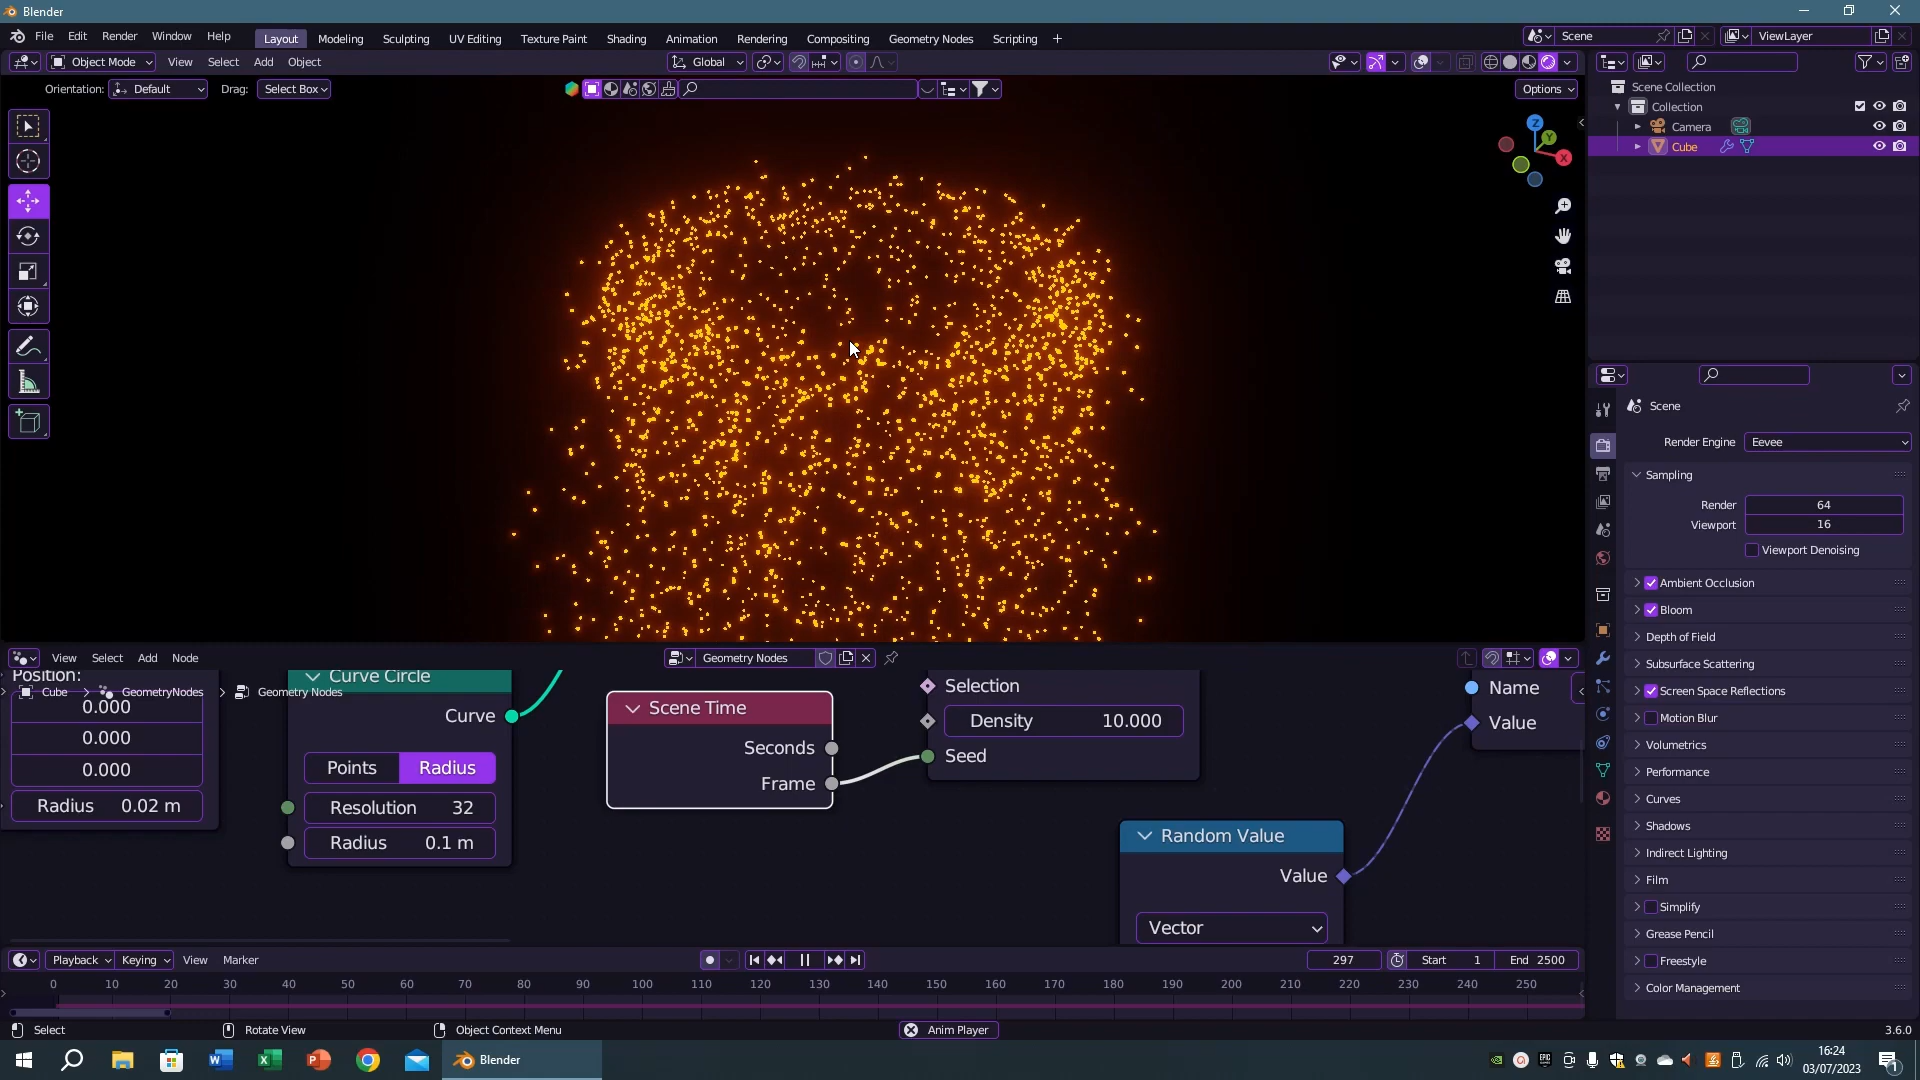 Blender
File Edit Render Window Help Layout Modeling Sculpting UV Editing Texture Paint Shading Animation Rendering Compositing Geometry Nodes Scripting + Scene ViewLayer
Object Mode View Select Add Object Global
Orientation: Default Drag: Select Box Options
Z
Y
X
Scene Collection
Collection
Camera
Cube
Scene
Render Engine Eevee
Sampling
Render 64
Viewport 16
Viewport Denoising
Ambient Occlusion
Bloom
Depth of Field
Subsurface Scattering
Screen Space Reflections
Motion Blur
Volumetrics
Performance
Curves
Shadows
Indirect Lighting
Film
Simplify
Grease Pencil
Freestyle
Color Management
View Select Add Node Geometry Nodes
Position:
Cube > GeometryNodes > Geometry Nodes
0.000
0.000
0.000
Radius 0.02 m
Curve Circle
Curve
Points Radius
Resolution 32
Radius 0.1 m
Scene Time
Seconds
Frame
Selection
Density 10.000
Seed
Random Value
Value
Vector
Name
Value
Playback Keying View Marker 297 Start 1 End 2500
0 10 20 30 40 50 60 70 80 90 100 110 120 130 140 150 160 170 180 190 200 210 220 230 240 250
Select Rotate View Object Context Menu Anim Player 3.6.0
Blender
16:24
03/07/2023